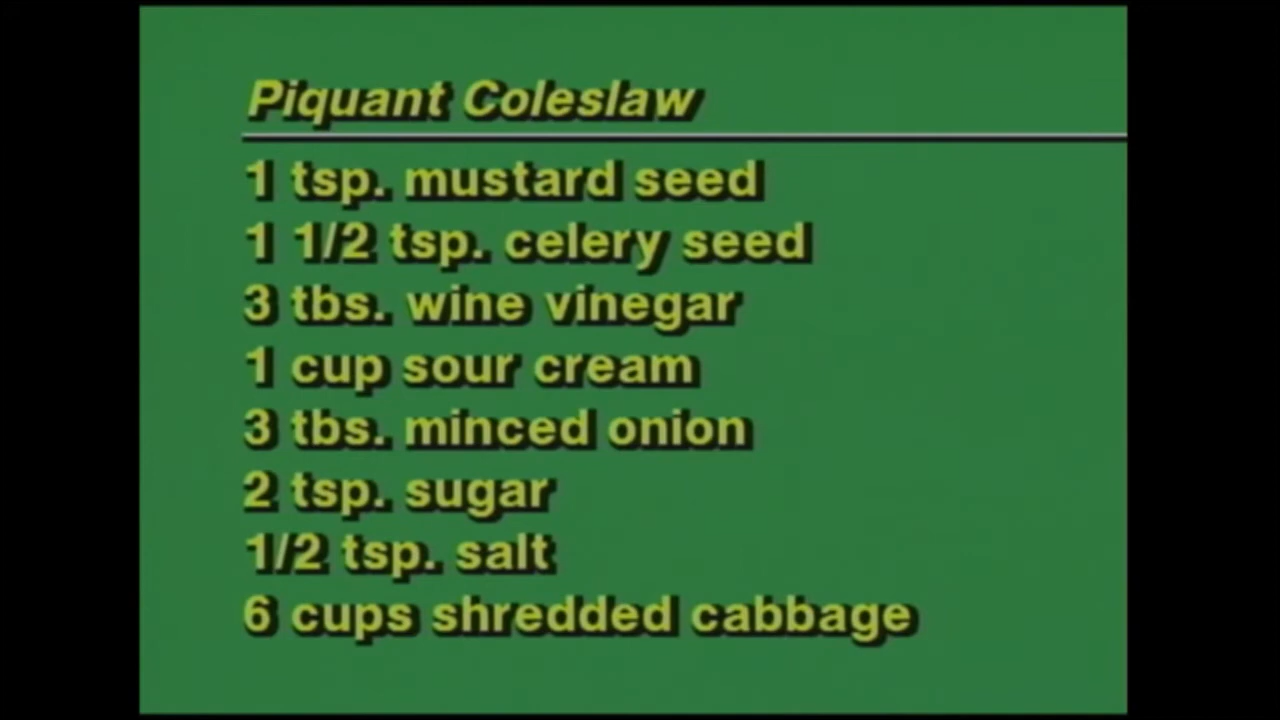 Piquant Coleslaw
1 tsp. mustard seed
1 1/2 tsp. celery seed
3 tbs. wine vinegar
1 cup sour cream
3 tbs. minced onion
2 tsp. sugar
1/2 tsp. salt
6 cups shredded cabbage